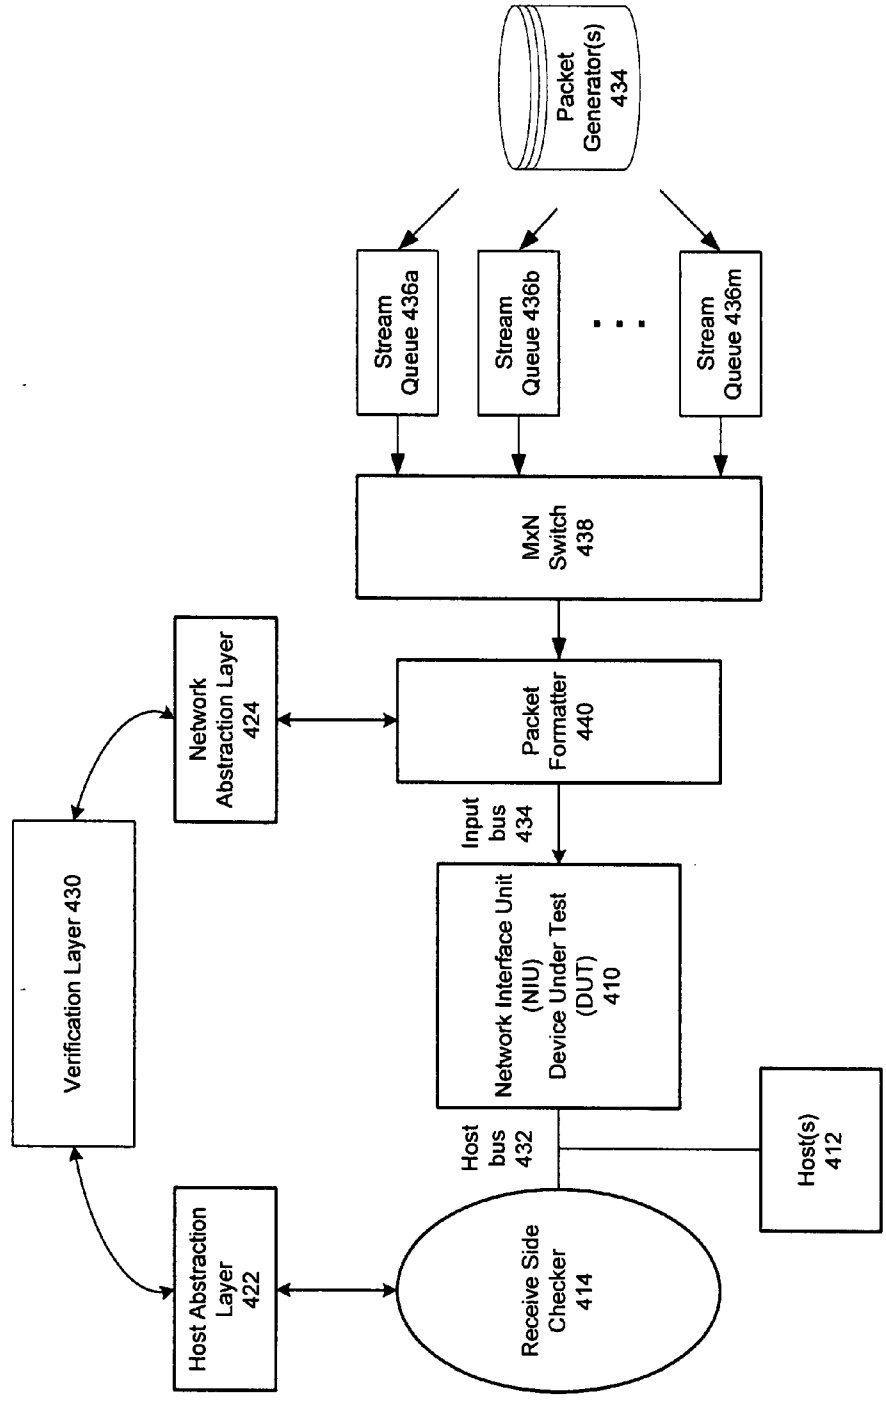 Verification Layer 430
Host Abstraction
Layer
422
Network
Abstraction Layer
424
Receive Side
Checker
414
Host
bus
432
Host(s)
412
Network Interface Unit
(NIU)
Device Under Test
(DUT)
410
Input
bus
434
Packet
Formatter
440
MxN
Switch
438
Stream
Queue 436a
Stream
Queue 436b
. . .
Stream
Queue 436m
Packet
Generator(s)
434